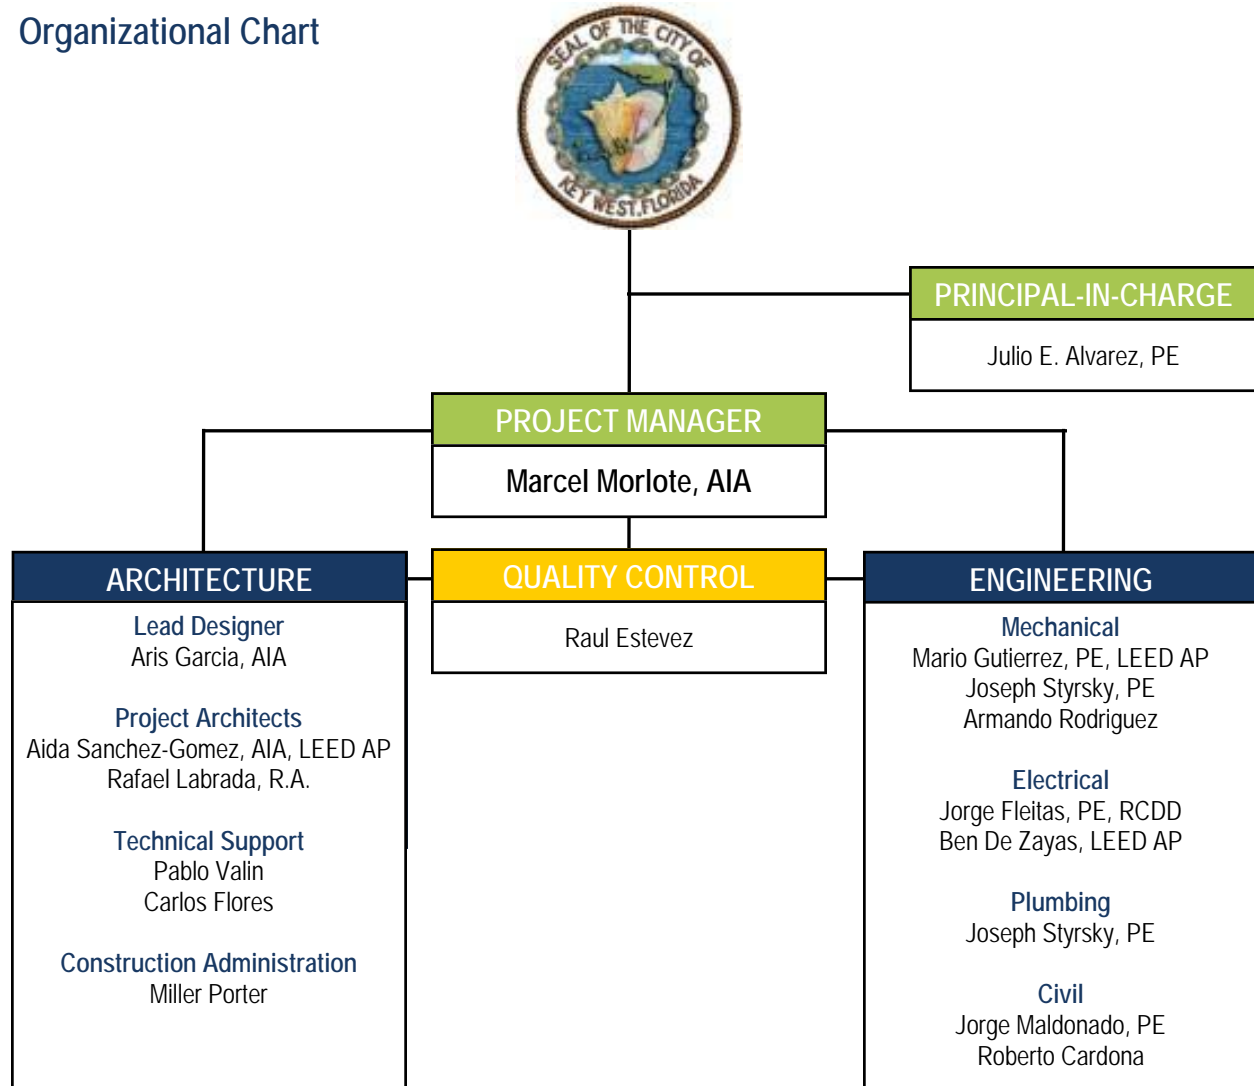 Organizational Chart
SEAL OF THE CITY OF
KEY WEST, FLORIDA
PRINCIPAL-IN-CHARGE
Julio E. Alvarez, PE
PROJECT MANAGER
Marcel Morlote, AIA
QUALITY CONTROL
Raul Estevez
ARCHITECTURE
Lead Designer
Aris Garcia, AIA
Project Architects
Aida Sanchez-Gomez, AIA, LEED AP
Rafael Labrada, R.A.
Technical Support
Pablo Valin
Carlos Flores
Construction Administration
Miller Porter
ENGINEERING
Mechanical
Mario Gutierrez, PE, LEED AP
Joseph Styrsky, PE
Armando Rodriguez
Electrical
Jorge Fleitas, PE, RCDD
Ben De Zayas, LEED AP
Plumbing
Joseph Styrsky, PE
Civil
Jorge Maldonado, PE
Roberto Cardona